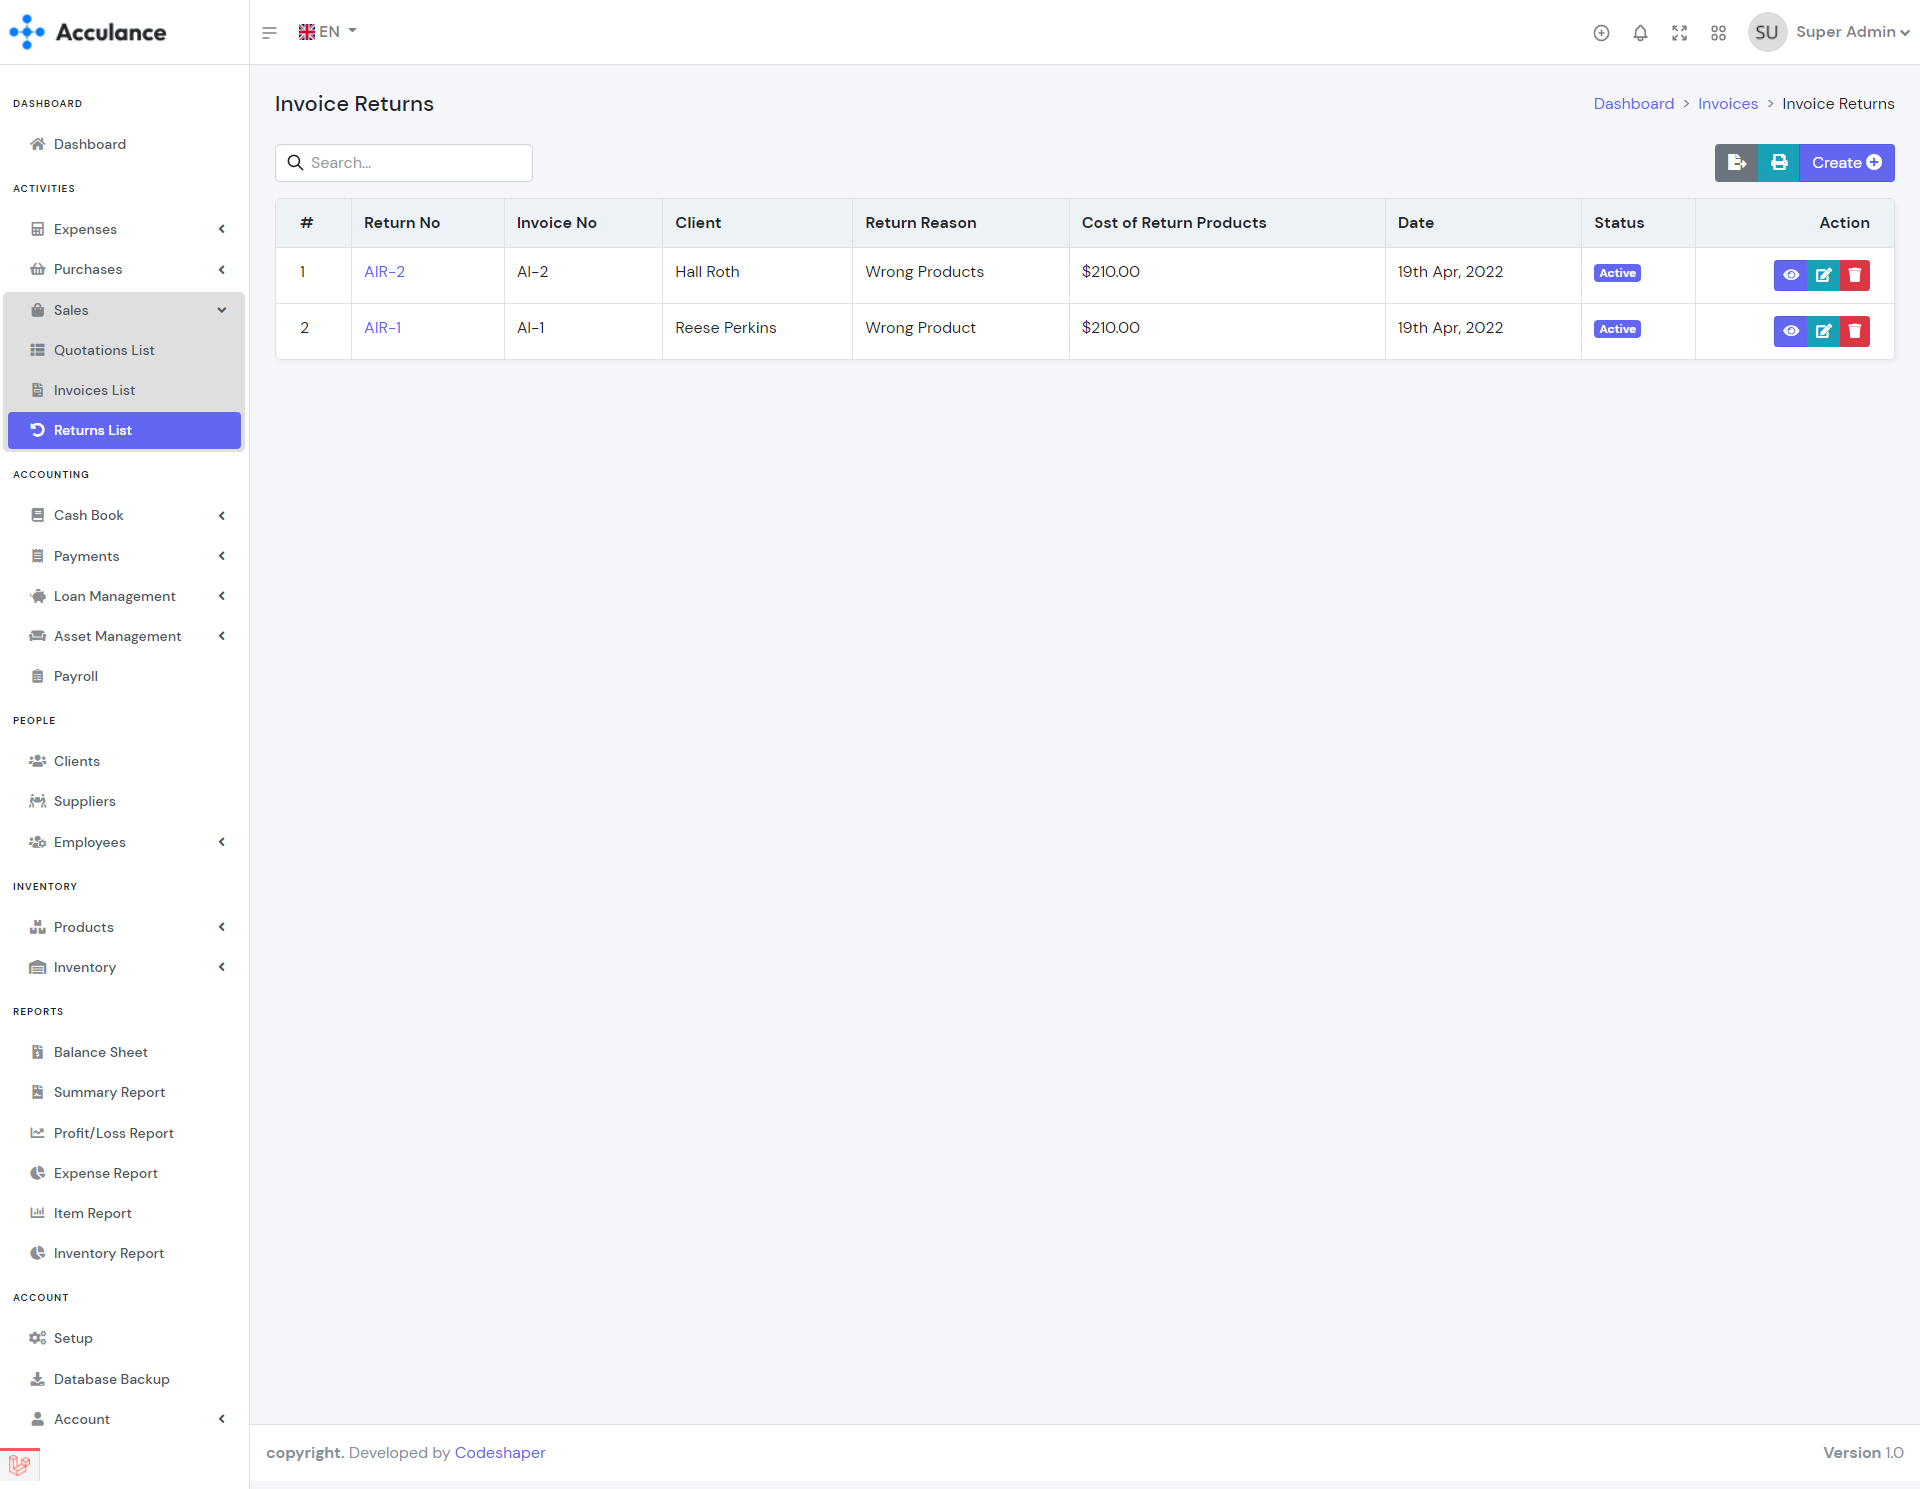 Acculance
EN
SU Super Admin
DASHBOARD
Dashboard
ACTIVITIES
Expenses
Purchases
Sales
Quotations List
Invoices List
Returns List
ACCOUNTING
Cash Book
Payments
Loan Management
Asset Management
Payroll
PEOPLE
Clients
Suppliers
Employees
INVENTORY
Products
Inventory
REPORTS
Balance Sheet
Summary Report
Profit/Loss Report
Expense Report
Item Report
Inventory Report
ACCOUNT
Setup
Database Backup
Account
Invoice Returns
Dashboard > Invoices > Invoice Returns
Search...
Create
# Return No Invoice No Client Return Reason Cost of Return Products Date Status Action
1 AIR-2 AI-2 Hall Roth Wrong Products $210.00 19th Apr, 2022 Active
2 AIR-1 AI-1 Reese Perkins Wrong Product $210.00 19th Apr, 2022 Active
copyright. Developed by Codeshaper
Version 1.0